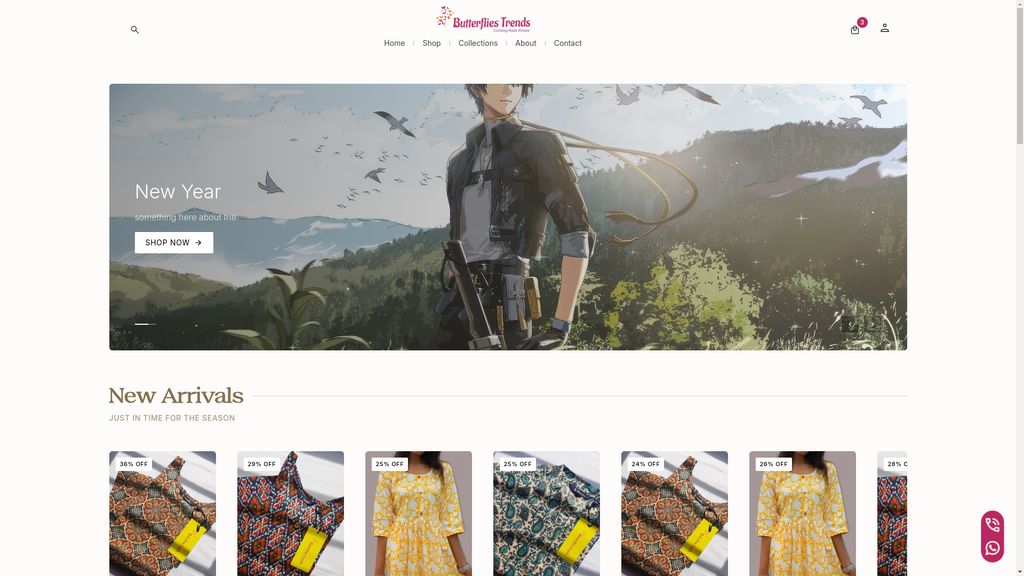 Butterflies Trends
Clothing Made Simple
3
Home
Shop
Collections
About
Contact
New Year
something here about the
SHOP NOW
New Arrivals
JUST IN TIME FOR THE SEASON
36% OFF
29% OFF
25% OFF
25% OFF
24% OFF
26% OFF
28% O